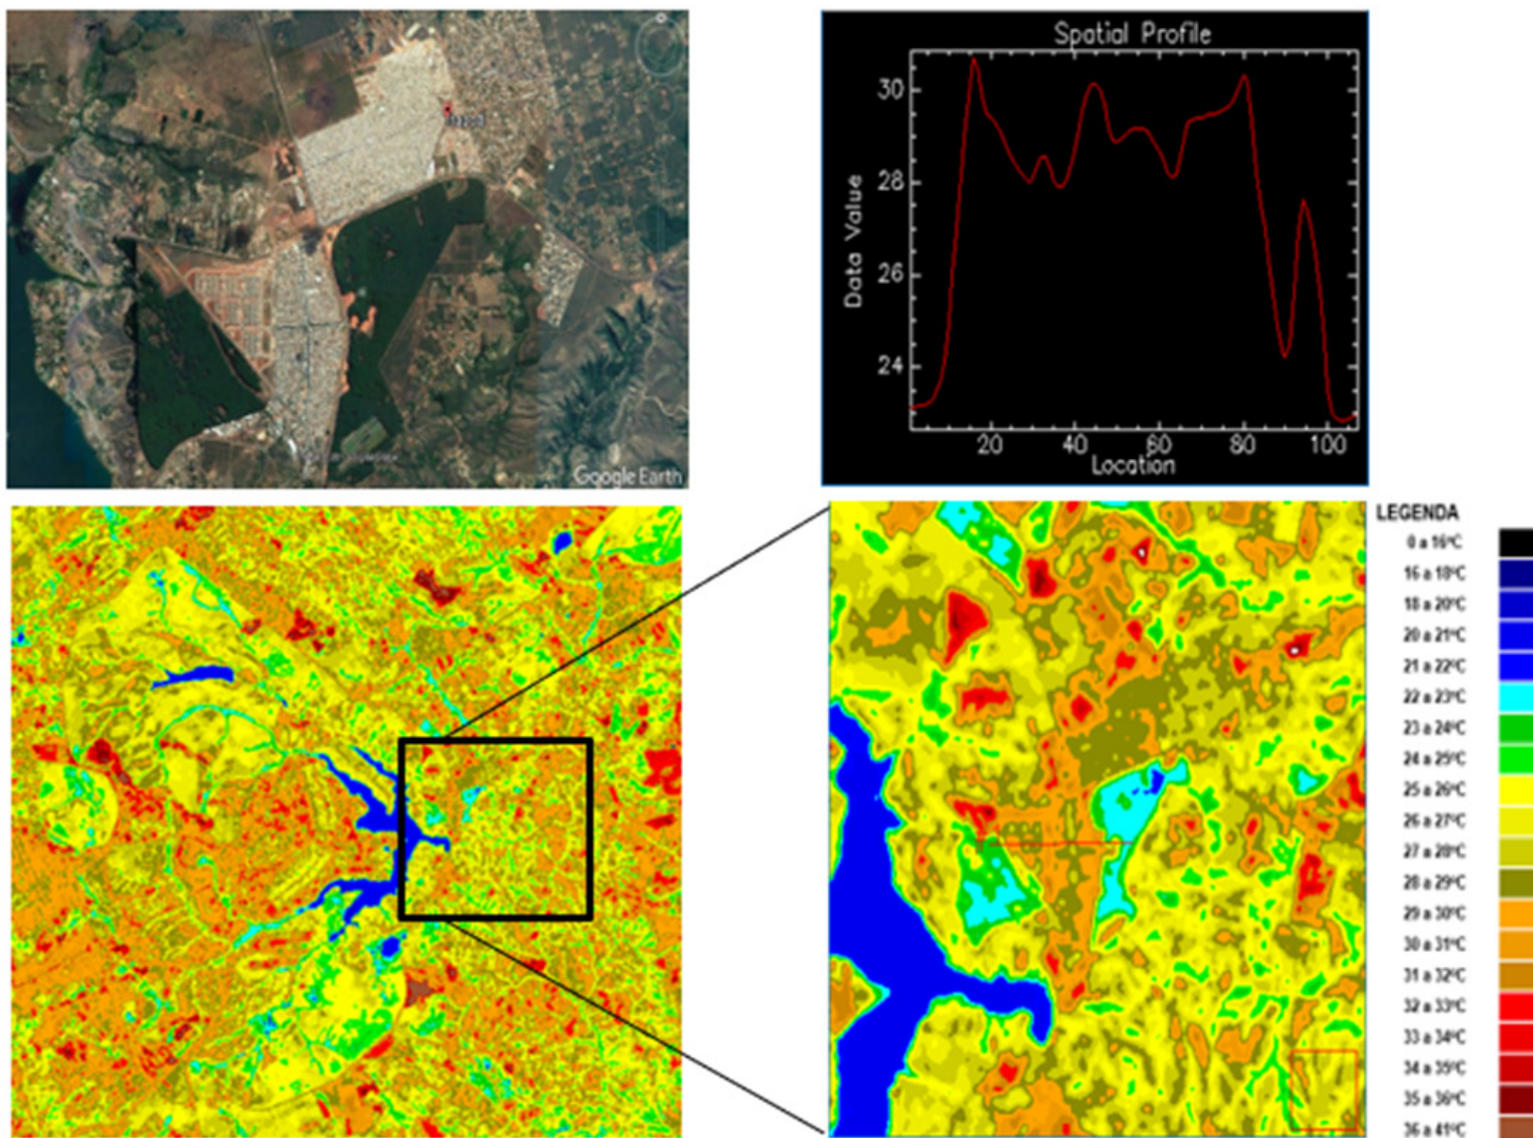 Google Earth
Spatial Profile
Data Value
30
28
26
24
20
40
60
80
100
Location
LEGENDA
0 a 16ºC
16 a 18ºC
18 a 20ºC
20 a 21ºC
21 a 22ºC
22 a 23ºC
23 a 24ºC
24 a 25ºC
25 a 26ºC
26 a 27ºC
27 a 28ºC
28 a 29ºC
29 a 30ºC
30 a 31ºC
31 a 32ºC
32 a 33ºC
33 a 34ºC
34 a 35ºC
35 a 36ºC
36 a 41ºC